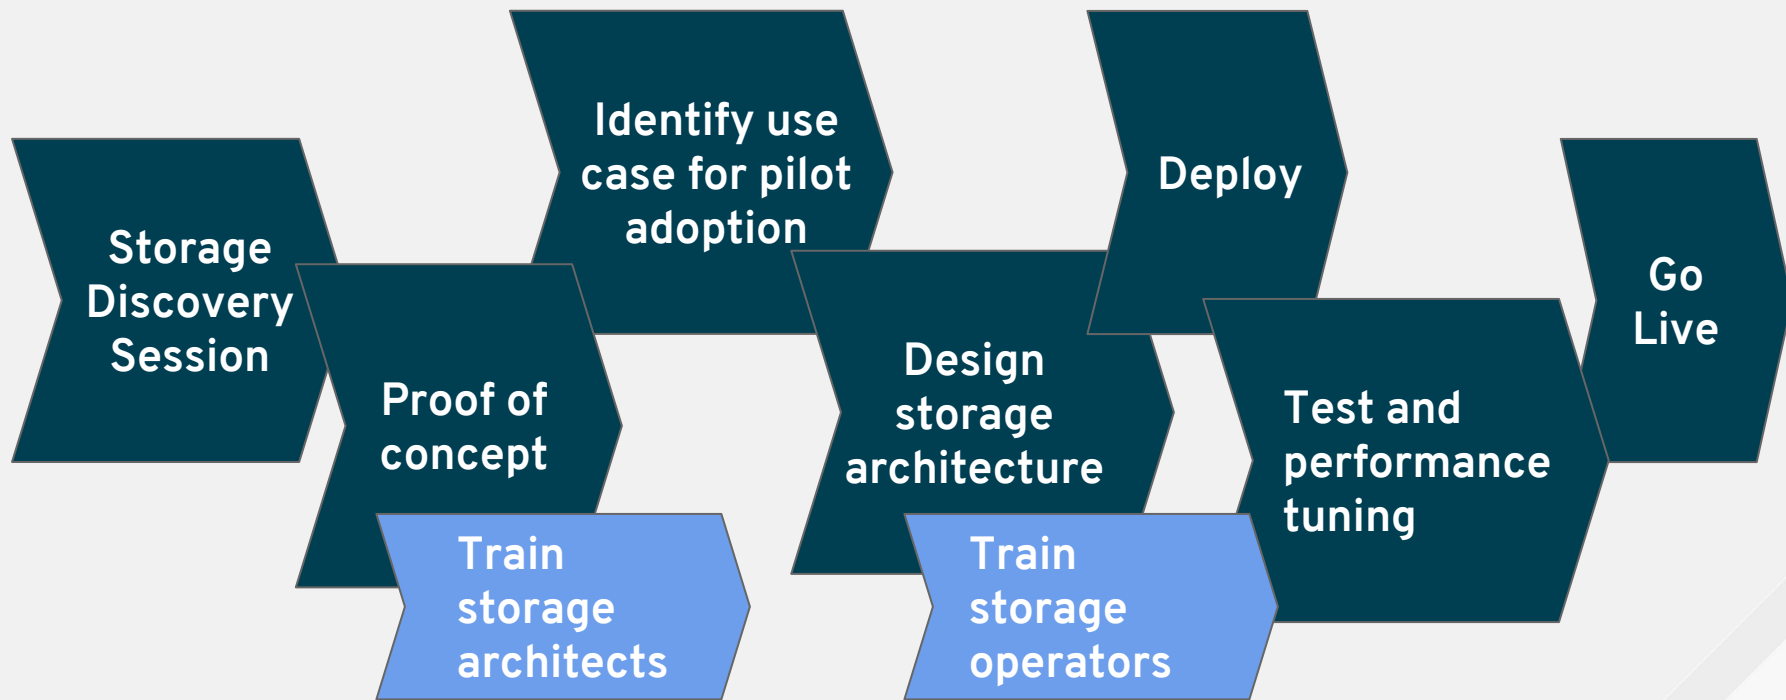 Storage
Discovery
Session
Proof of
concept
Train
storage
architects
Identify use
case for pilot
adoption
Design
storage
architecture
Train
storage
operators
Deploy
Test and
performance
tuning
Go
Live